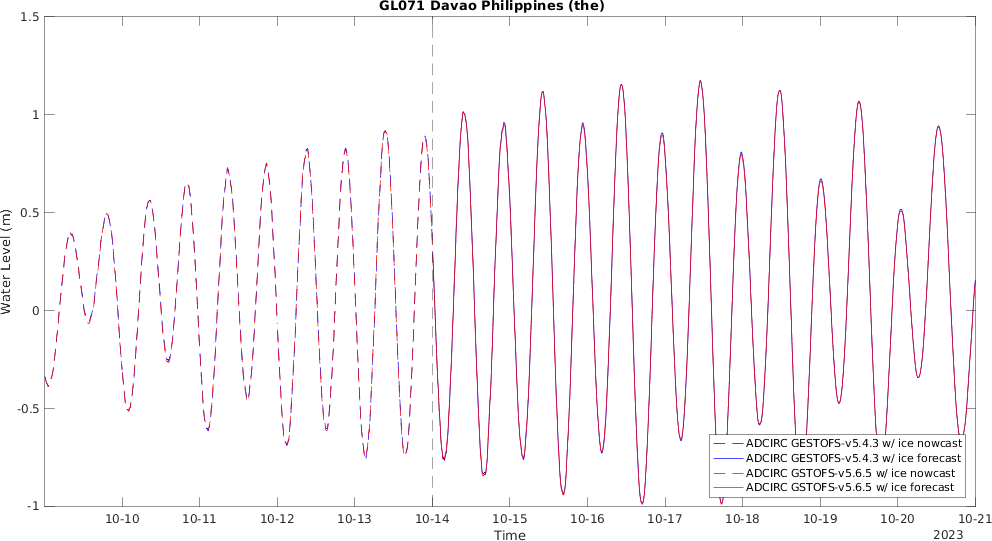 GL071 Davao Philippines (the)
1.5
1
0.5
0
-0.5
-1
Water Level (m)
ADCIRC GESTOFS-v5.4.3 w/ ice nowcast
ADCIRC GESTOFS-v5.4.3 w/ ice forecast
ADCIRC GSTOFS-v5.6.5 w/ ice nowcast
ADCIRC GSTOFS-v5.6.5 w/ ice forecast
10-10 10-11 10-12 10-13 10-14 10-15 10-16 10-17 10-18 10-19 10-20 10-21
Time
2023